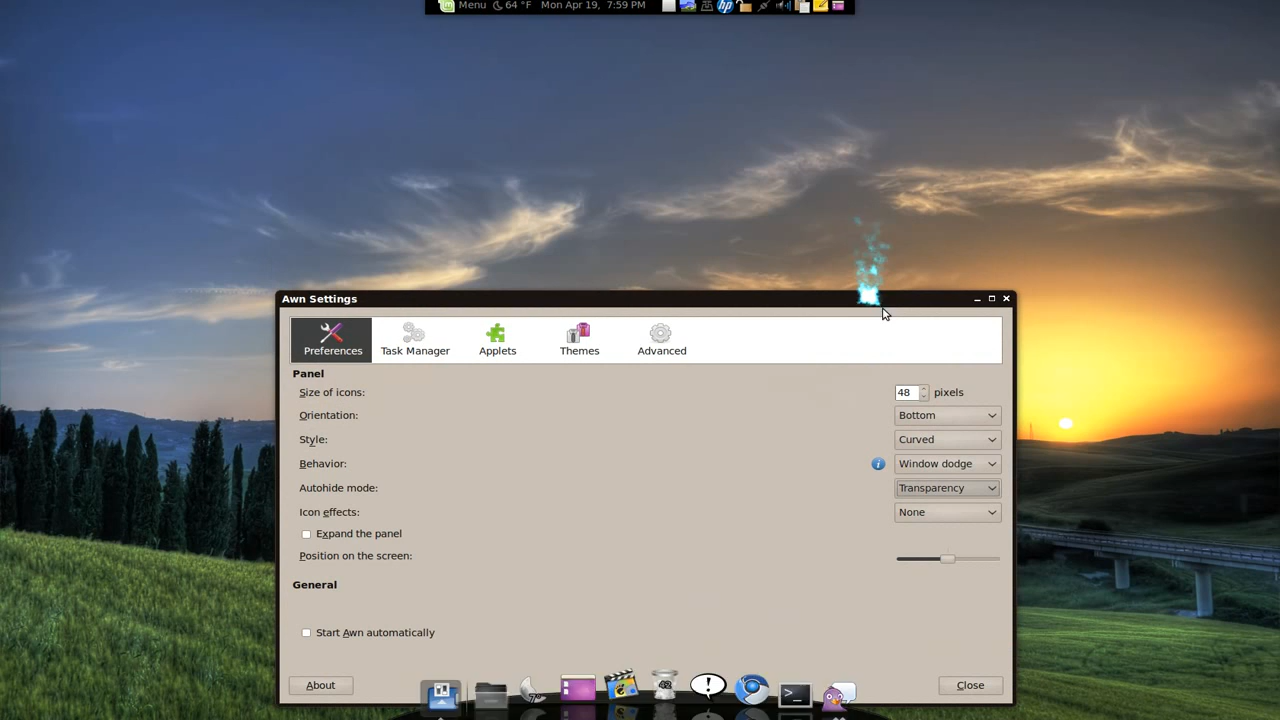 Menu 64 °F Mon Apr 19, 7:59 PM hp
Awn Settings
Preferences Task Manager Applets Themes Advanced
Panel
Size of icons: 48 pixels
Orientation: Bottom
Style: Curved
Behavior: i Window dodge
Autohide mode: Transparency
Icon effects: None
Expand the panel
Position on the screen:
General
Start Awn automatically
About Close